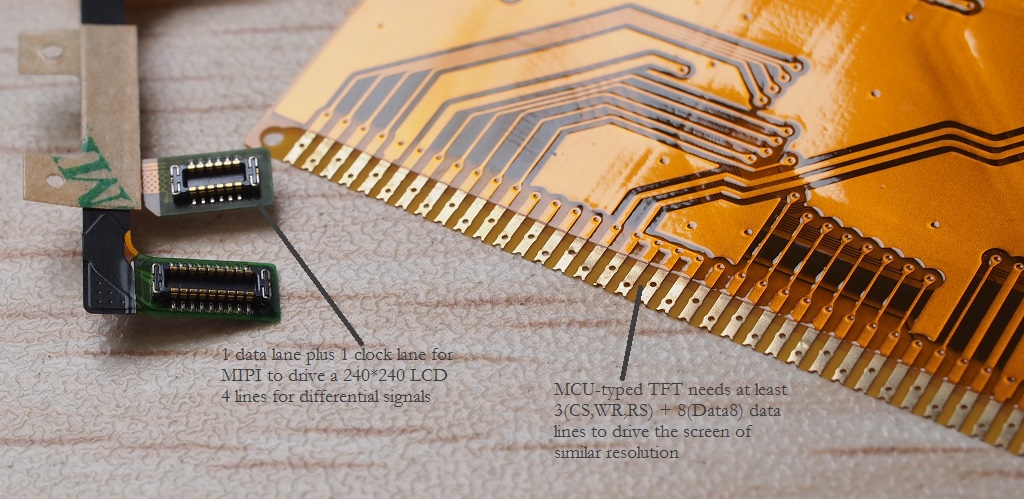 1 data lane plus 1 clock lane for
MIPI to drive a 240*240 LCD
4 lines for differential signals
MCU-typed TFT needs at least
3(CS,WR,RS) + 8(Data8) data
lines to drive the screen of
similar resolution